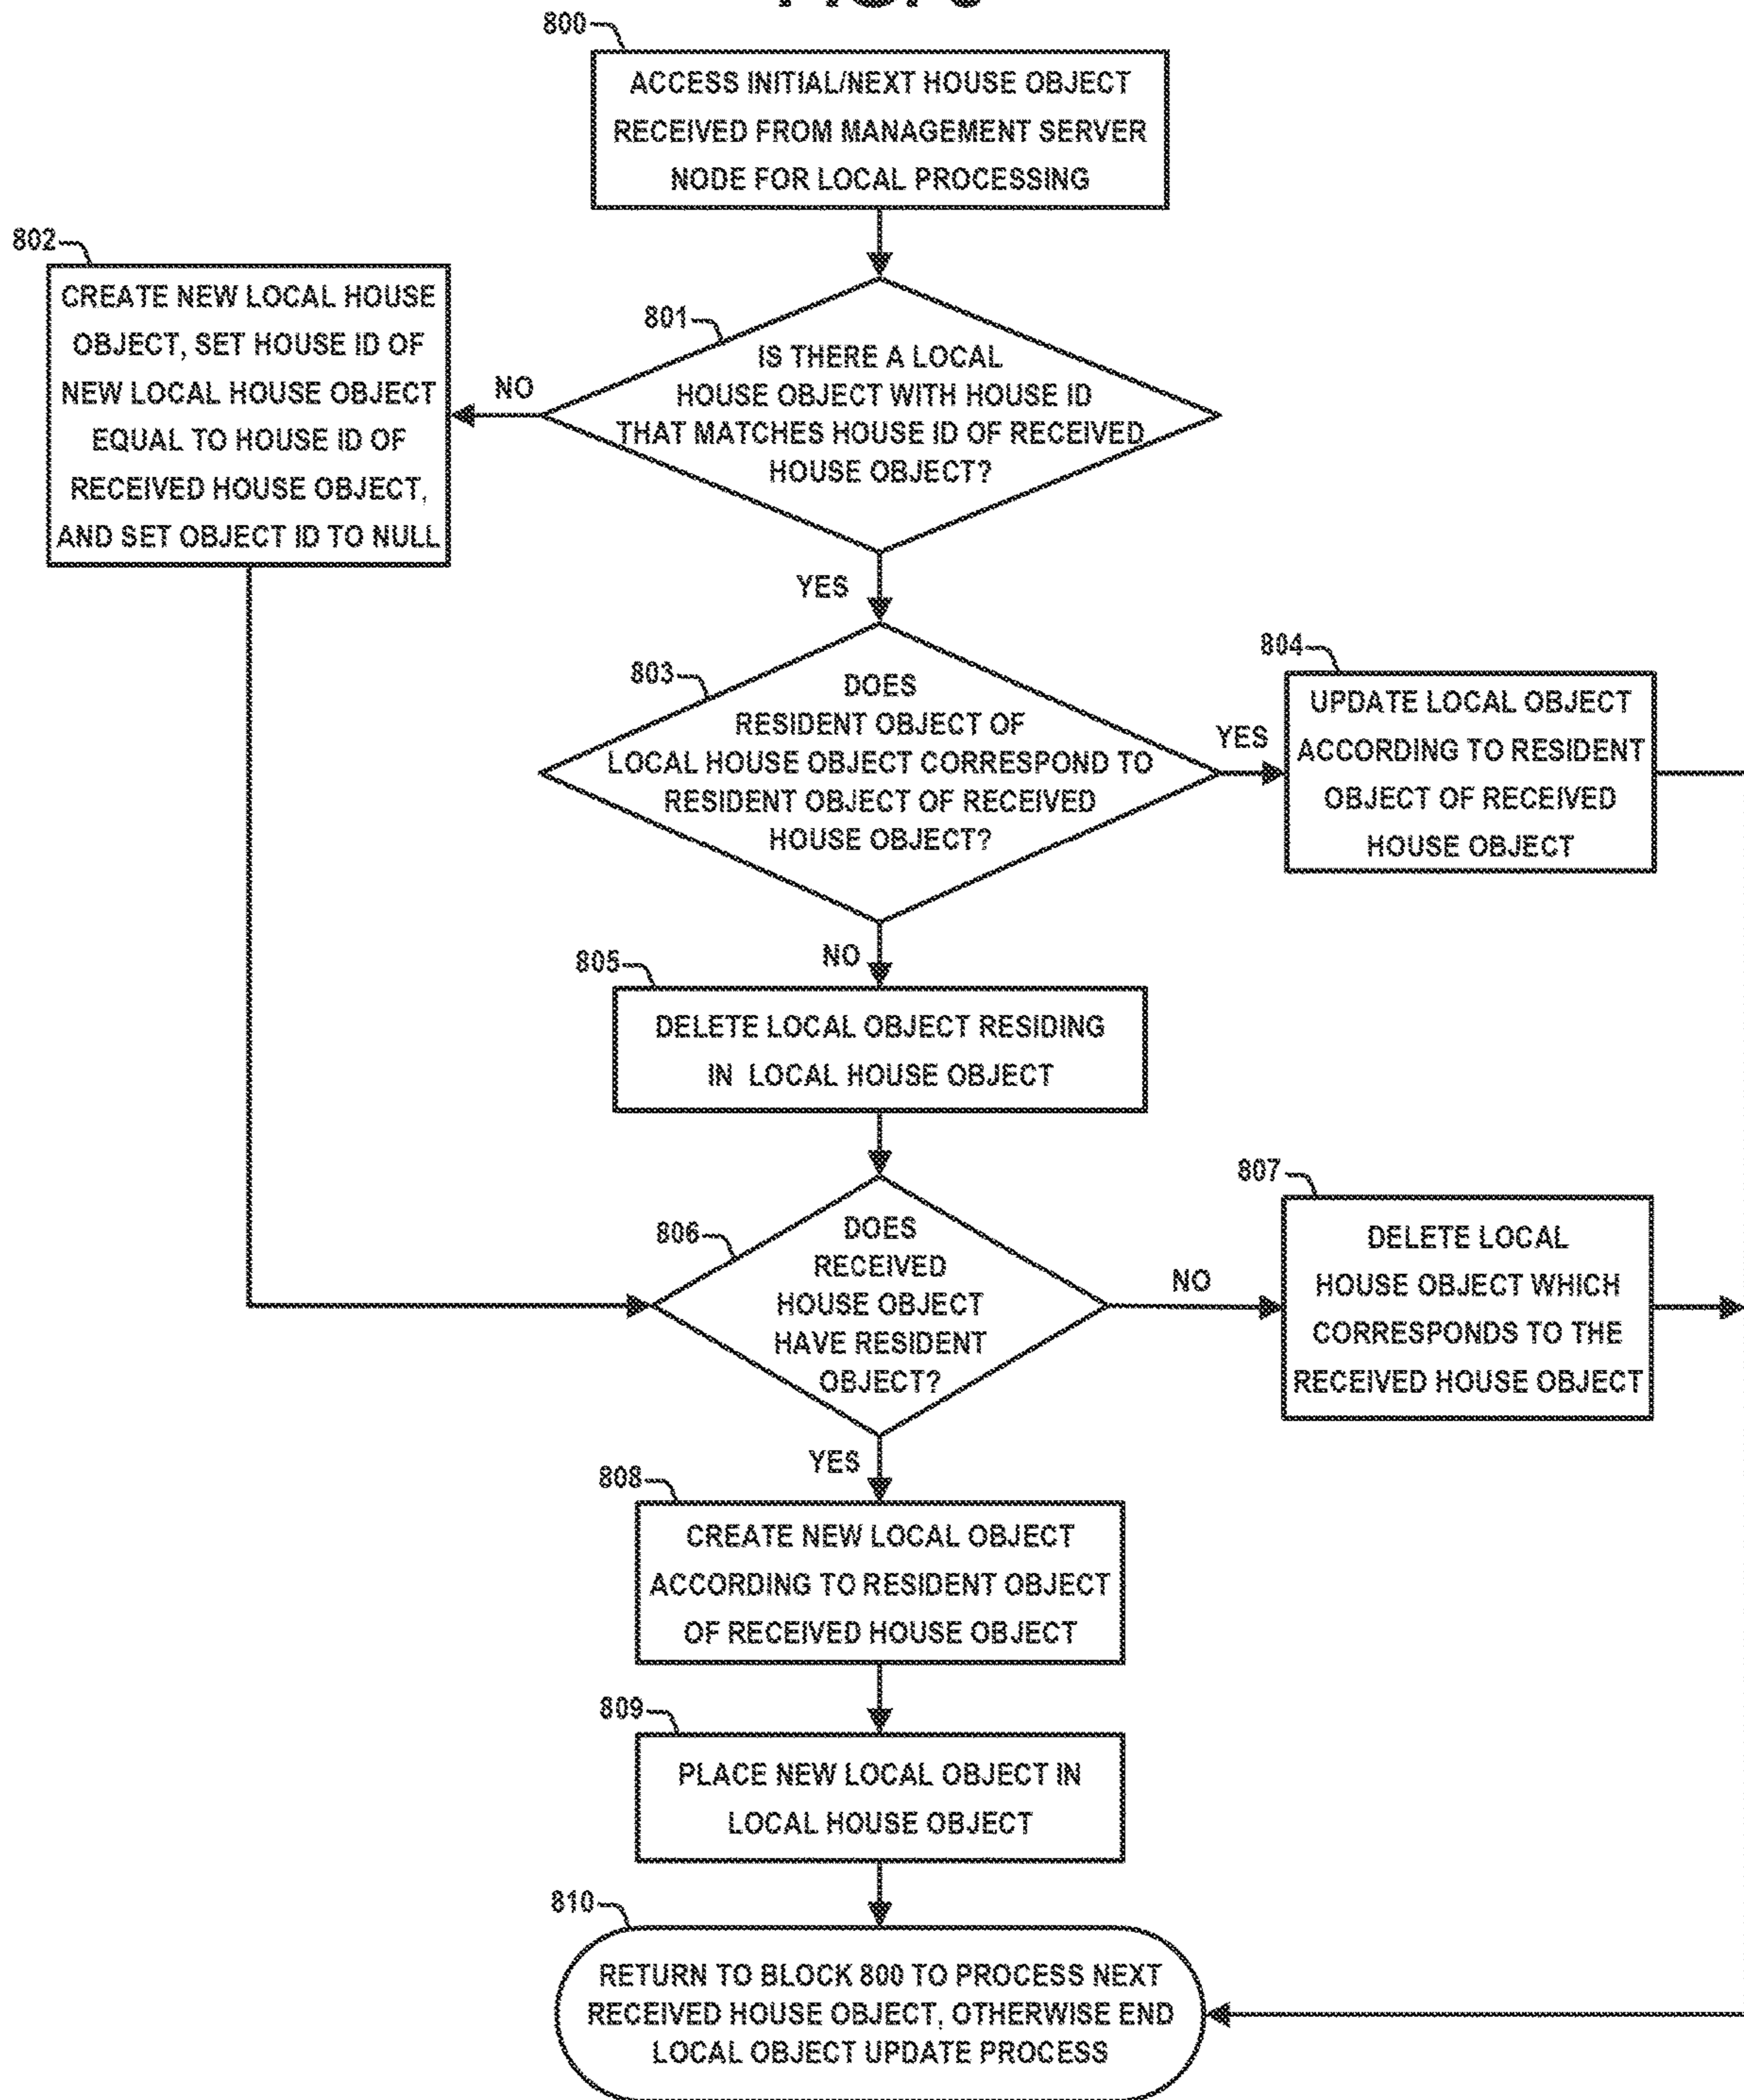 800
ACCESS INITIAL/NEXT HOUSE OBJECT
RECEIVED FROM MANAGEMENT SERVER
NODE FOR LOCAL PROCESSING
802
CREATE NEW LOCAL HOUSE
OBJECT, SET HOUSE ID OF
NEW LOCAL HOUSE OBJECT
EQUAL TO HOUSE ID OF
RECEIVED HOUSE OBJECT,
AND SET OBJECT ID TO NULL
NO
801
IS THERE A LOCAL
HOUSE OBJECT WITH HOUSE ID
THAT MATCHES HOUSE ID OF RECEIVED
HOUSE OBJECT?
YES
803
DOES
RESIDENT OBJECT OF
LOCAL HOUSE OBJECT CORRESPOND TO
RESIDENT OBJECT OF RECEIVED
HOUSE OBJECT?
YES
804
UPDATE LOCAL OBJECT
ACCORDING TO RESIDENT
OBJECT OF RECEIVED
HOUSE OBJECT
NO
805
DELETE LOCAL OBJECT RESIDING
IN LOCAL HOUSE OBJECT
806
DOES
RECEIVED
HOUSE OBJECT
HAVE RESIDENT
OBJECT?
NO
807
DELETE LOCAL
HOUSE OBJECT WHICH
CORRESPONDS TO THE
RECEIVED HOUSE OBJECT
YES
808
CREATE NEW LOCAL OBJECT
ACCORDING TO RESIDENT OBJECT
OF RECEIVED HOUSE OBJECT
809
PLACE NEW LOCAL OBJECT IN
LOCAL HOUSE OBJECT
810
RETURN TO BLOCK 800 TO PROCESS NEXT
RECEIVED HOUSE OBJECT, OTHERWISE END
LOCAL OBJECT UPDATE PROCESS